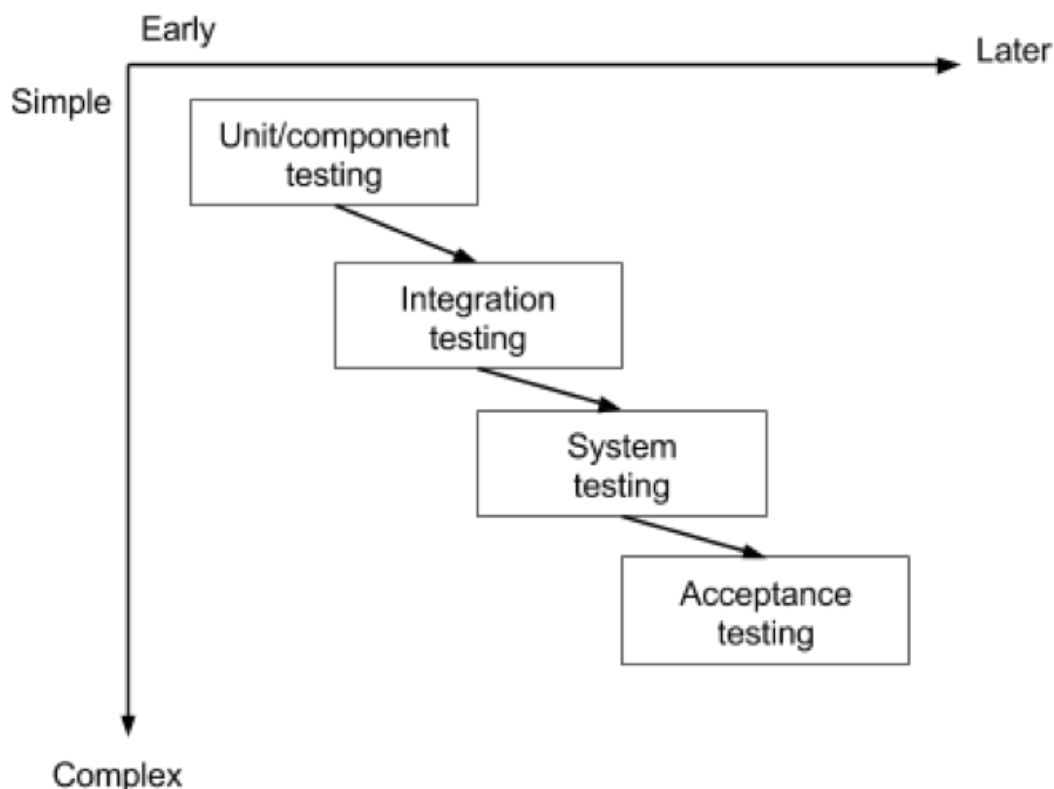 Early
Later
Simple
Unit/component
testing
Integration
testing
System
testing
Acceptance
testing
Complex